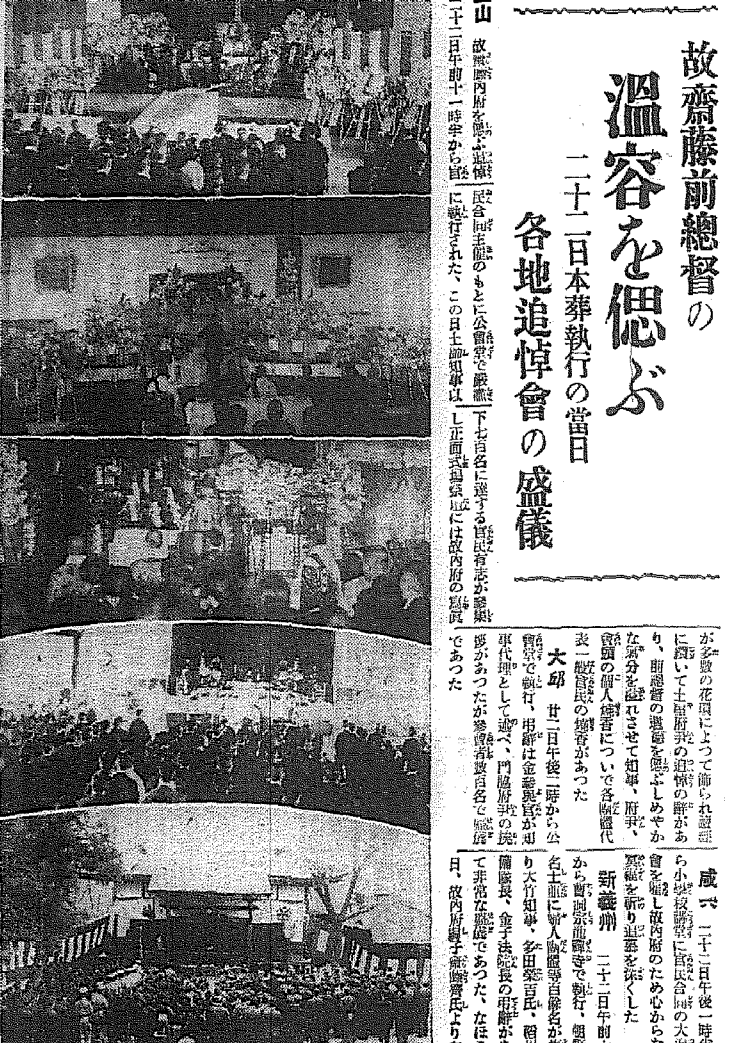 故齋藤前總督の
溫容を偲ぶ
二十二日本葬執行の當日
各地追悼會の盛儀
山 故齋藤內府を偲ぶ追悼
二十二日午前十一時半から官
民合同主催のもとに公會堂で嚴肅
に執行された、この日土師知事以
下七百名に達する官民有志が參集
し正面式場祭壇には故內府の寫眞
が多數の花環によつて飾られ讀經
に續いて土屋府尹の追悼の辭があ
り、前總督の遺德を偲ぶしめやか
な氣分を溢れさせて知事、府尹、
會頭の個人燒香についで各團體代
表一般官民の燒香があつた
大邱 廿二日午後二時から公
會堂で執行、弔辭は金參與官が知
事代理として述べ、門脇府尹の挨
拶があつたが參會者數百名で盛儀
であつた
咸興 二十二日午後一時
ら小學校講堂に官民合同の大
會を催し故內府のため心から
冥福を祈り追慕を深くした
新義州 二十二日午前
から曹洞宗 寺で執行、朝野
名士竝に婦人團體等百餘名が
り大竹知事、多田榮吉氏、稻
備隊長、金子法院長の弔辭が
て非常な盛儀であつた、なほ
日、故內府嗣子齋藤齊氏より